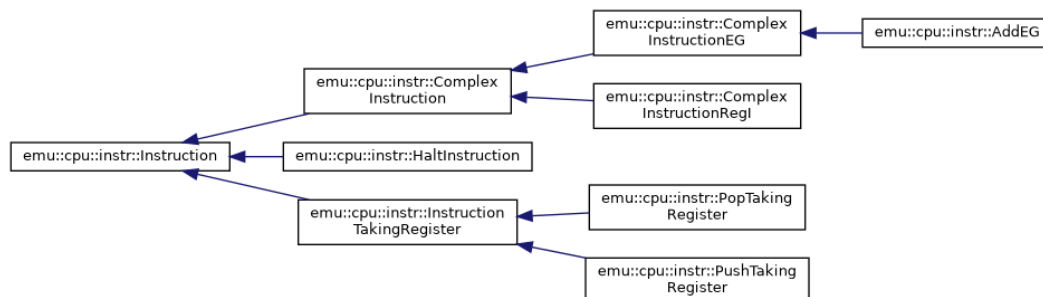 emu::cpu::instr::Complex
InstructionEG
emu::cpu::instr::AddEG
emu::cpu::instr::Complex
Instruction
emu::cpu::instr::Complex
InstructionRegI
emu::cpu::instr::Instruction
emu::cpu::instr::HaltInstruction
emu::cpu::instr::PopTaking
Register
emu::cpu::instr::Instruction
TakingRegister
emu::cpu::instr::PushTaking
Register